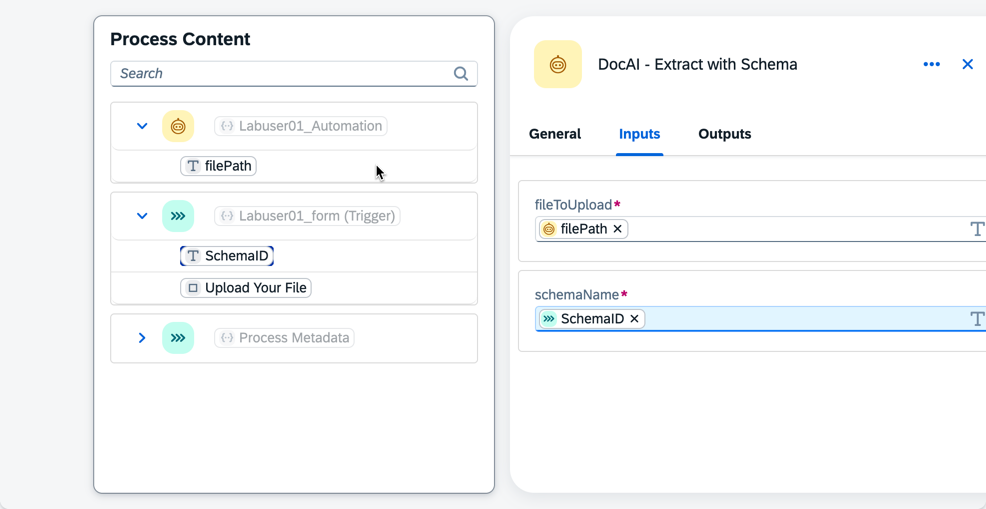 Process Content
Search
Labuser01_Automation
filePath
Labuser01_form (Trigger)
SchemaID
Upload Your File
Process Metadata
DocAI - Extract with Schema
General Inputs Outputs
fileToUpload*
filePath
schemaName*
SchemaID